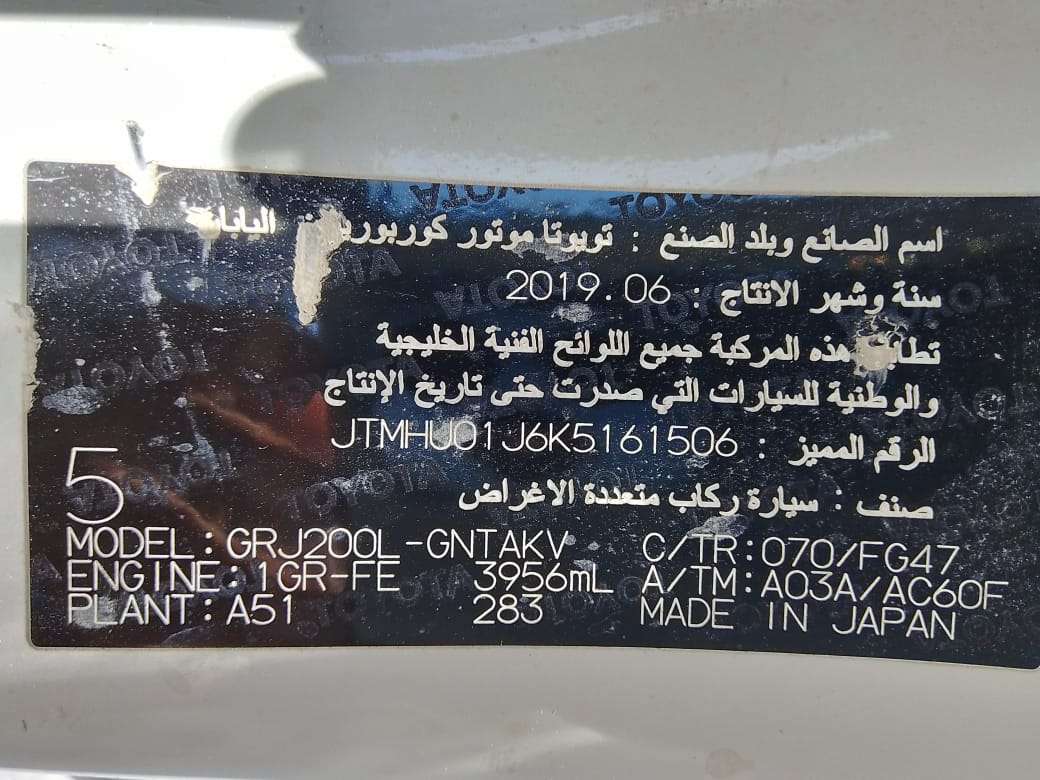 اسم الصانع وبلد الصنع : تويوتا موتور كوربوريشن اليابان
سنة وشهر الانتاج : 2019.06
تطابق هذه المركبة جميع اللوائح الفنية الخليجية
والوطنية للسيارات التي صدرت حتى تاريخ الإنتاج
الرقم المميز : JTMHU01J6K5161506
صنف : سيارة ركاب متعددة الاغراض
5
MODEL:GRJ200L-GNTAKV C/TR:070/FG47
ENGINE:1GR-FE 3956mL A/TM:A03A/AC60F
PLANT:A51 283 MADE IN JAPAN